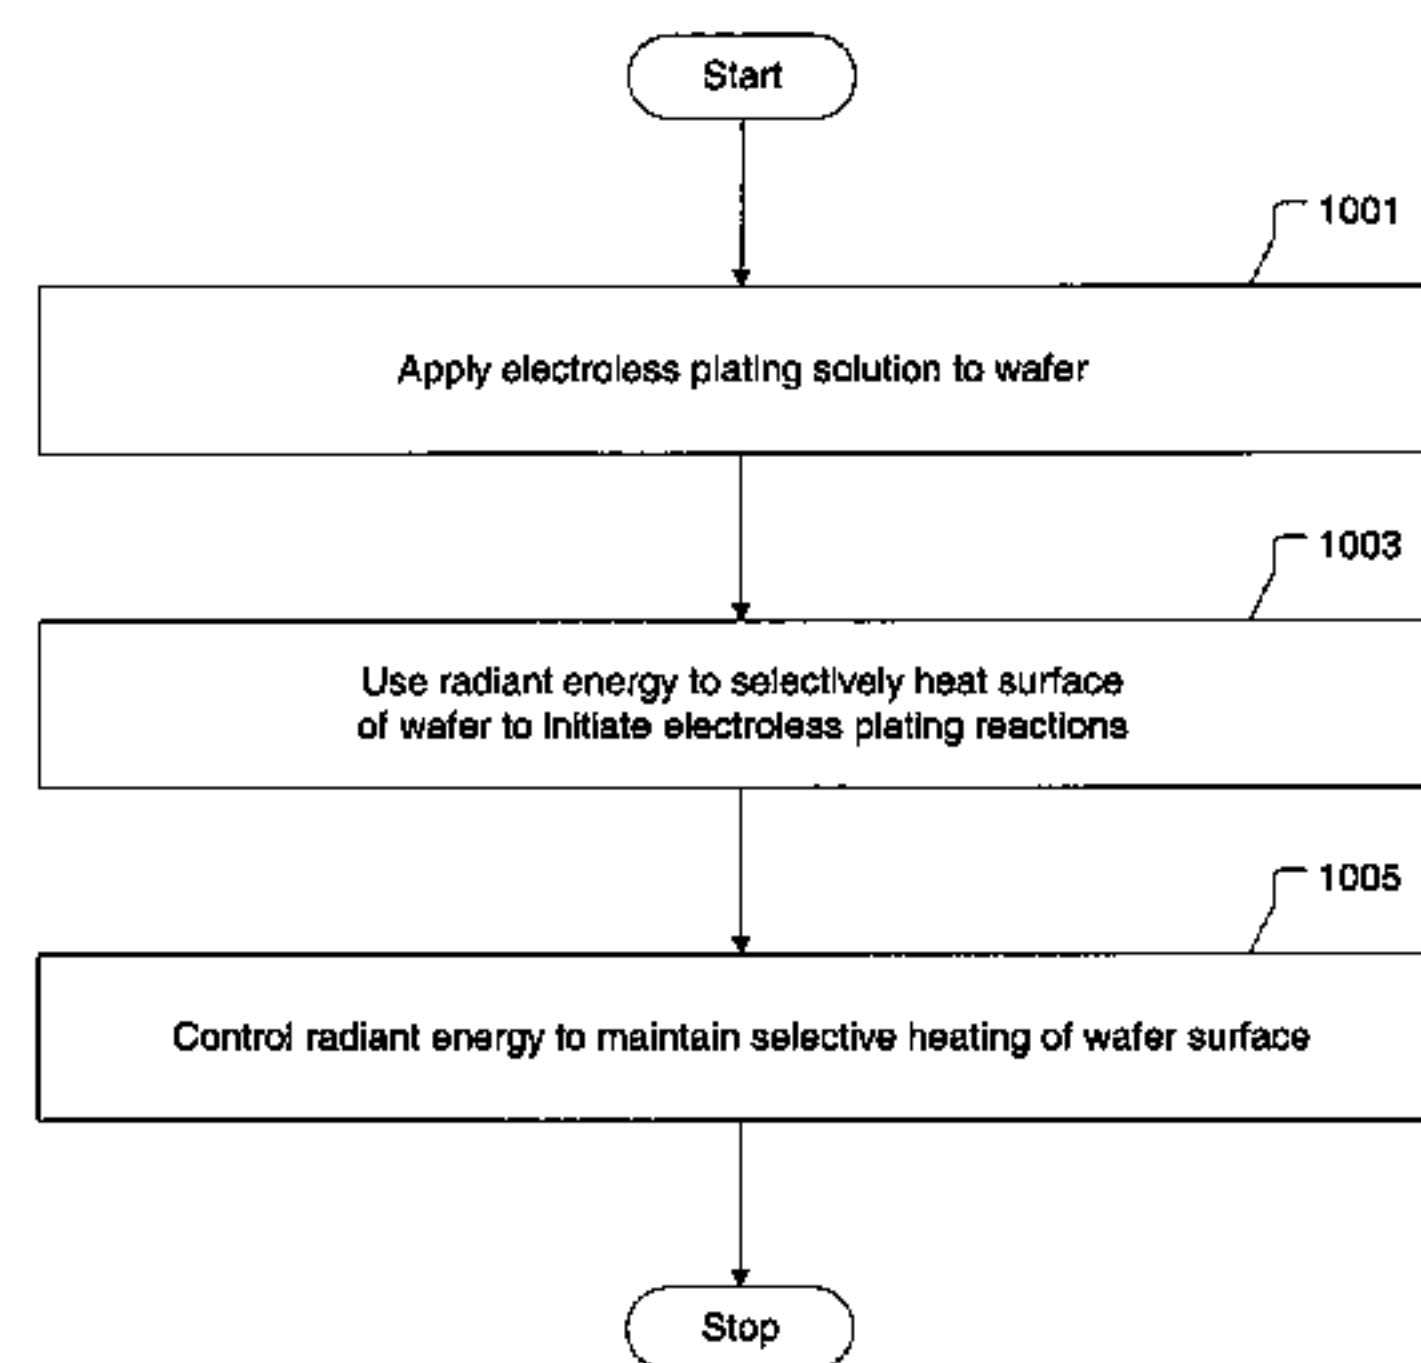 Start
1001
Apply electroless plating solution to wafer
1003
Use radiant energy to selectively heat surface
of wafer to initiate electroless plating reactions
1005
Control radiant energy to maintain selective heating of wafer surface
Stop